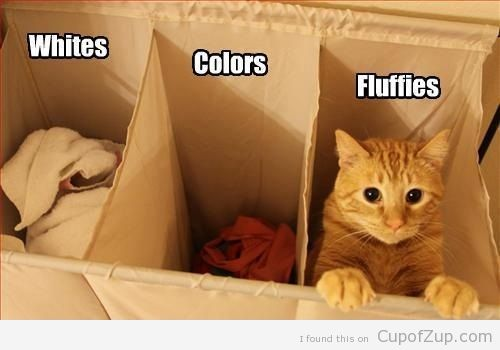 Whites
Colors
Fluffies
I found this on CupofZup.com